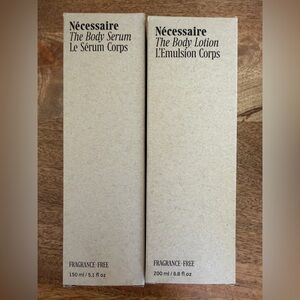 Nécessaire
The Body Serum
Le Sérum Corps
FRAGRANCE-FREE
150 ml / 5.1 fl oz
Nécessaire
The Body Lotion
L'Emulsion Corps
FRAGRANCE-FREE
200 ml / 6.8 fl oz